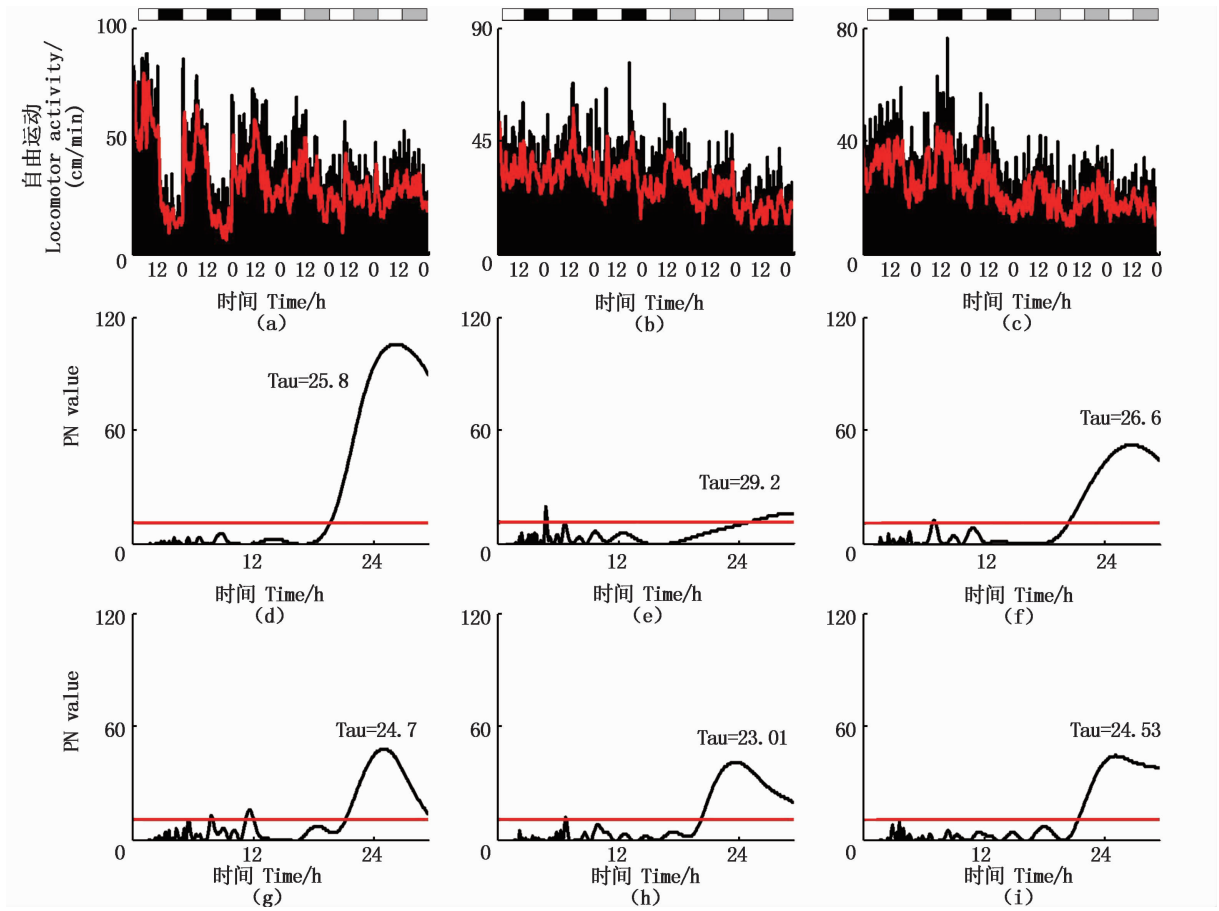 自由运动
Locomotor activity/
(cm/min)
100
50
0
12 0 12 0 12 0 12 0 12 0 12 0
时间 Time/h
(a)
90
45
0
12 0 12 0 12 0 12 0 12 0 12 0
时间 Time/h
(b)
80
40
0
12 0 12 0 12 0 12 0 12 0 12 0
时间 Time/h
(c)
PN value
120
60
0
Tau=25.8
12 24
时间 Time/h
(d)
120
60
0
Tau=29.2
12 24
时间 Time/h
(e)
120
60
0
Tau=26.6
12 24
时间 Time/h
(f)
PN value
120
60
0
Tau=24.7
12 24
时间 Time/h
(g)
120
60
0
Tau=23.01
12 24
时间 Time/h
(h)
120
60
0
Tau=24.53
12 24
时间 Time/h
(i)